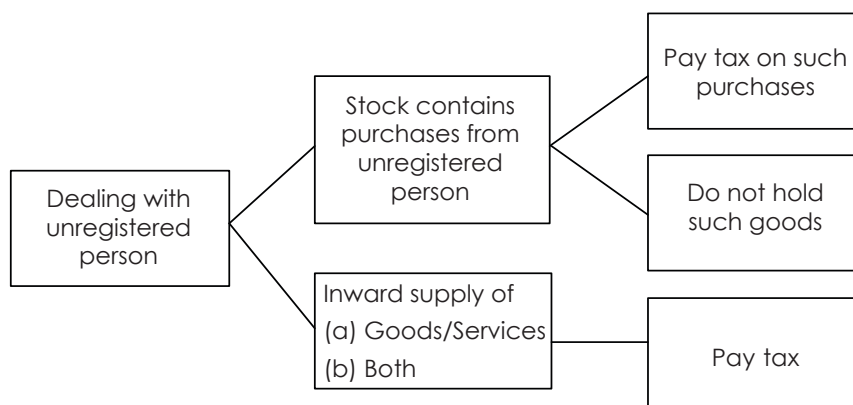 Dealing with
unregistered
person
Stock contains
purchases from
unregistered
person
Pay tax on such
purchases
Do not hold
such goods
Inward supply of
(a) Goods/Services
(b) Both
Pay tax